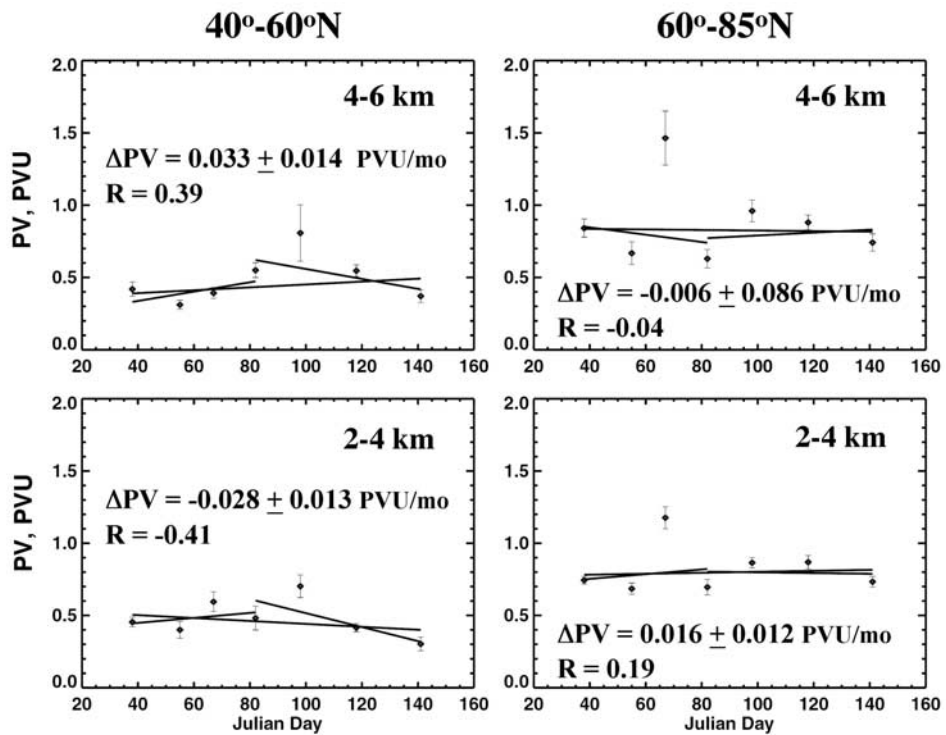 40°-60°N
60°-85°N
2.0
1.5
1.0
0.5
0.0
PV, PVU
4-6 km
ΔPV = 0.033 ± 0.014 PVU/mo
R = 0.39
20 40 60 80 100 120 140 160
Julian Day
2.0
1.5
1.0
0.5
0.0
4-6 km
ΔPV = -0.006 ± 0.086 PVU/mo
R = -0.04
20 40 60 80 100 120 140 160
Julian Day
2.0
1.5
1.0
0.5
0.0
PV, PVU
2-4 km
ΔPV = -0.028 ± 0.013 PVU/mo
R = -0.41
20 40 60 80 100 120 140 160
Julian Day
2.0
1.5
1.0
0.5
0.0
2-4 km
ΔPV = 0.016 ± 0.012 PVU/mo
R = 0.19
20 40 60 80 100 120 140 160
Julian Day